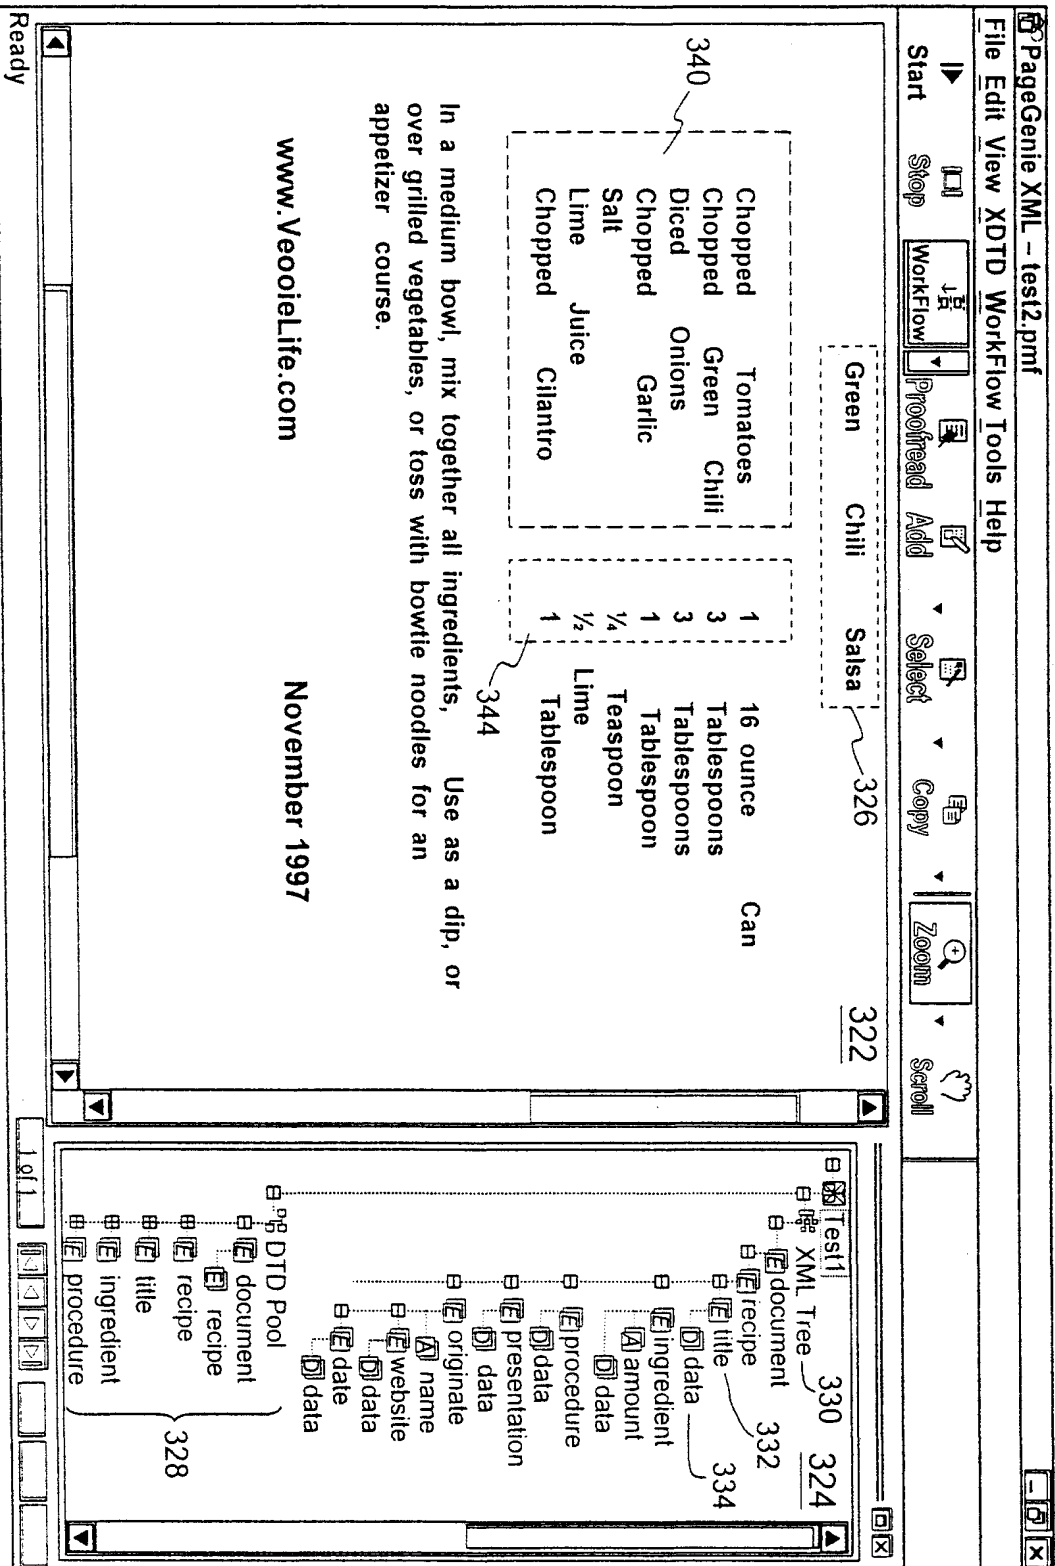 PageGenie XML – test2.pmf
File Edit View XDTD WorkFlow Tools Help
Start Stop WorkFlow Proofread Add Select Copy Zoom Scroll
322
Green Chili Salsa
326
Chopped Tomatoes 1 16 ounce Can
Chopped Green Chili 3 Tablespoons
Diced Onions 3 Tablespoons
Chopped Garlic 1 Tablespoon
Salt ¼ Teaspoon
Lime Juice ½ Lime
Chopped Cilantro 1 Tablespoon
340
344
In a medium bowl, mix together all ingredients, Use as a dip, or
over grilled vegetables, or toss with bowtie noodles for an
appetizer course.
www.VeooieLife.com November 1997
Ready
324
Test1
XML Tree
330
document
recipe
title
332
data
334
ingredient
amount
data
procedure
data
presentation
data
originate
name
website
data
date
data
DTD Pool
document
recipe
recipe
title
ingredient
procedure
328
1 of 1